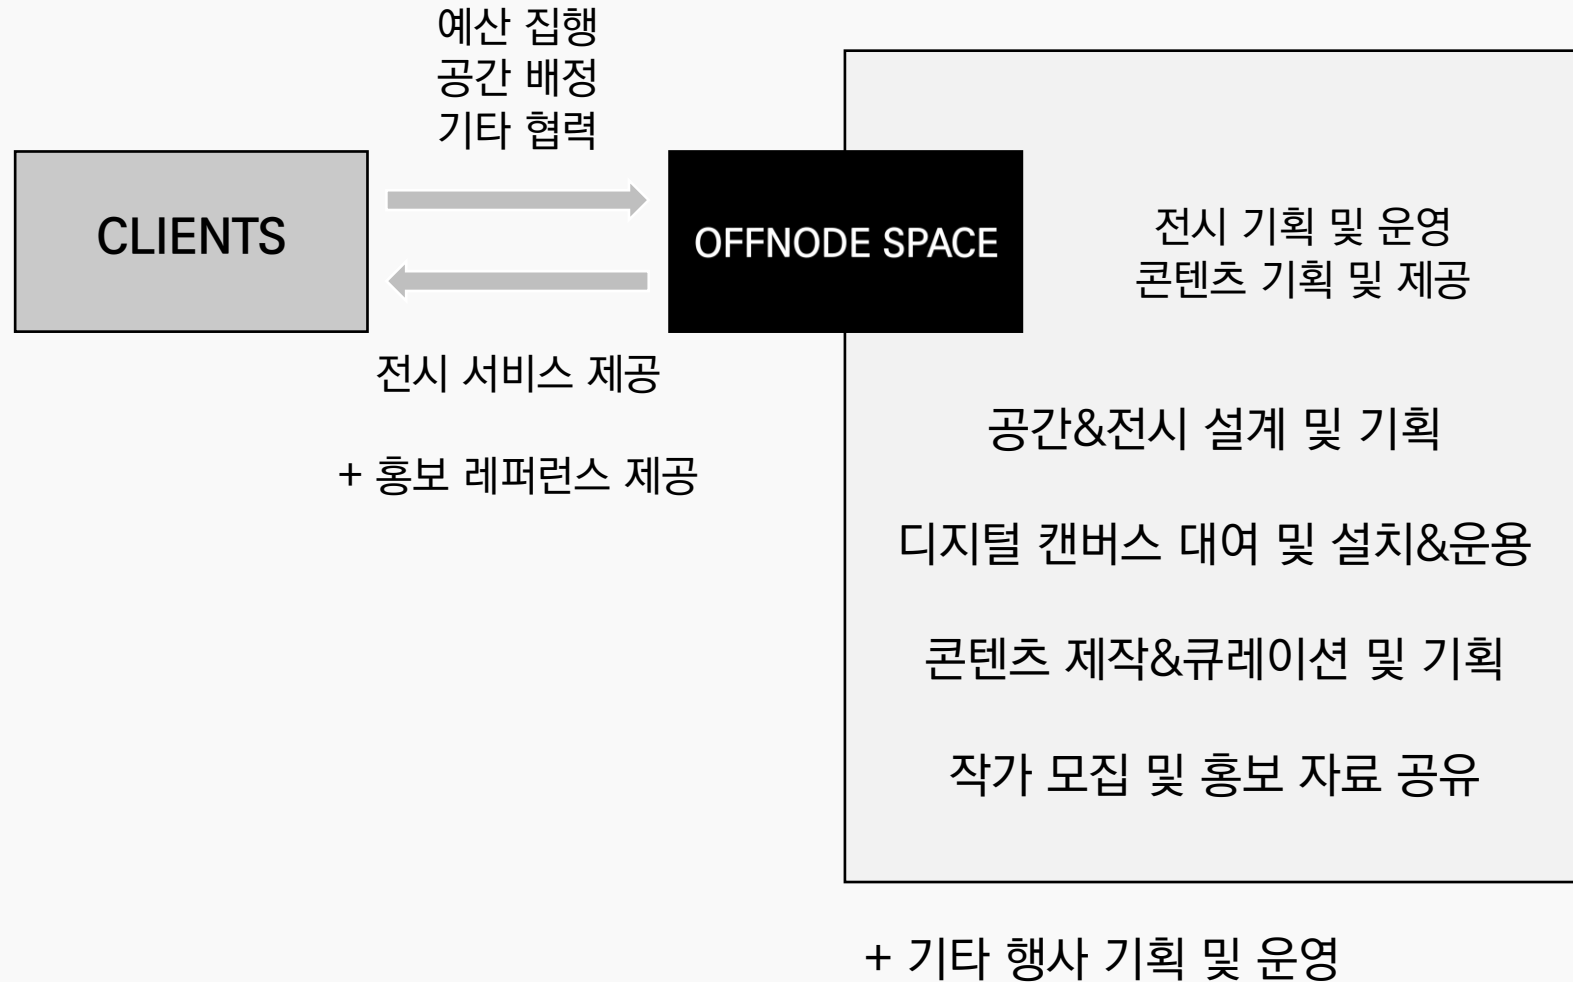 예산 집행
공간 배정
기타 협력
CLIENTS
OFFNODE SPACE
전시 서비스 제공
+ 홍보 레퍼런스 제공
전시 기획 및 운영
콘텐츠 기획 및 제공
공간&전시 설계 및 기획
디지털 캔버스 대여 및 설치&운용
콘텐츠 제작&큐레이션 및 기획
작가 모집 및 홍보 자료 공유
+ 기타 행사 기획 및 운영